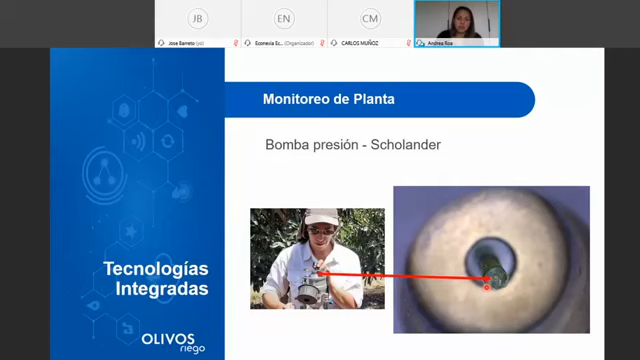 JB
EN
CM
Jose Barreto (yo)
Econexia Ec... (Organizador)
CARLOS MUÑOZ
Andrea Roa
Monitoreo de Planta
Bomba presión - Scholander
Tecnologías
Integradas
OLIVOS
riego